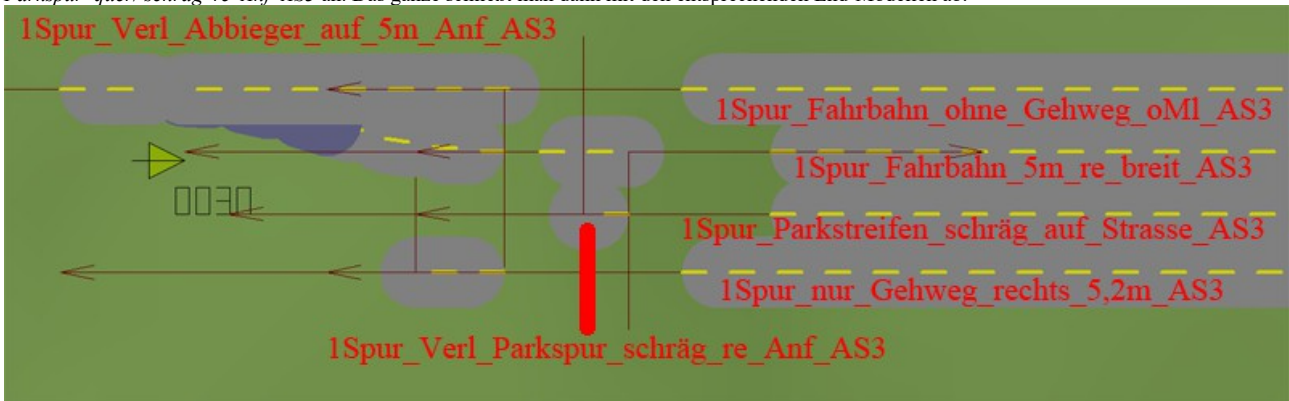 1Spur_Verl_Abbieger_auf_5m_Anf_AS3
1Spur_Fahrbahn_ohne_Gehweg_oMl_AS3
1Spur_Fahrbahn_5m_re_breit_AS3
1Spur_Parkstreifen_schräg_auf_Strasse_AS3
1Spur_nur_Gehweg_rechts_5,2m_AS3
1Spur_Verl_Parkspur_schräg_re_Anf_AS3